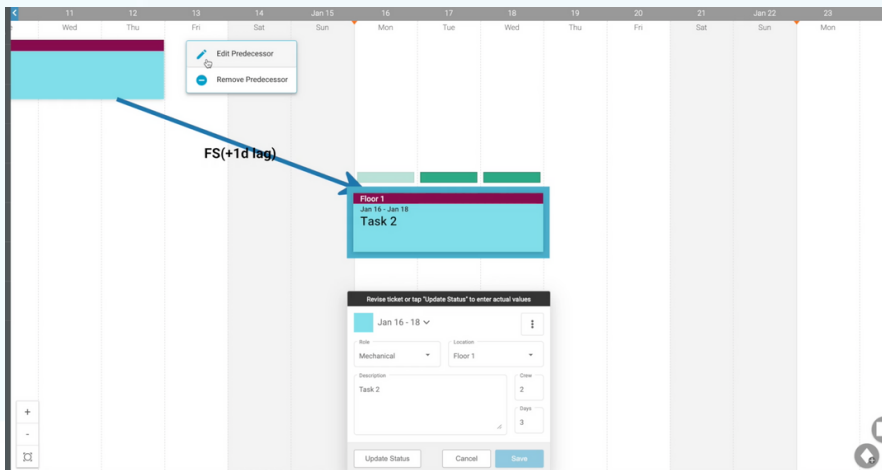 11 12 13 14 Jan 15 16 17 18 19 20 21 Jan 22 23
Wed Thu Fri Sat Sun Mon Tue Wed Thu Fri Sat Sun Mon
Edit Predecessor
Remove Predecessor
FS(+1d lag)
Floor 1
Jan 16 - Jan 18
Task 2
Revise ticket or tap "Update Status" to enter actual values
Jan 16 - 18
Role
Mechanical
Location
Floor 1
Description
Task 2
Crew
2
Days
3
Update Status
Cancel
Save
+
-